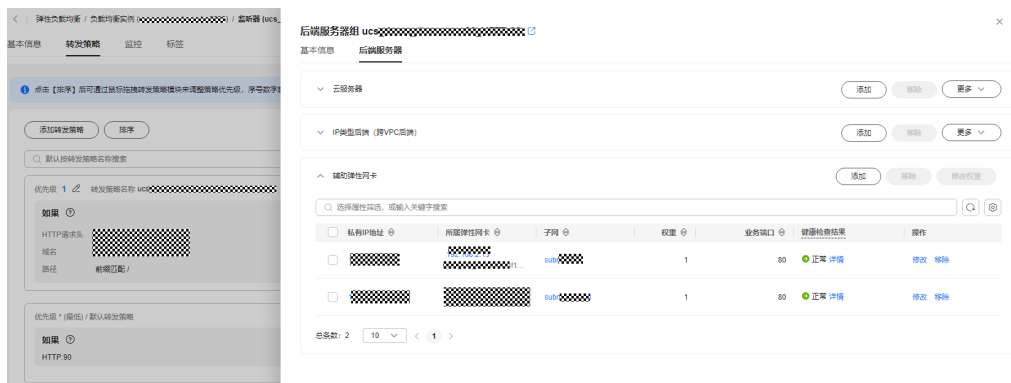 弹性负载均衡 / 负载均衡实例 ( ) / 监听器 (ucs_
基本信息 转发策略 监控 标签
点击【排序】后可通过鼠标拖拽转发策略模块来调整策略优先级，序号数字
添加转发策略 排序
默认按转发策略名称搜索
优先级 1 转发策略名称 ucs
如果
HTTP请求头
域名
路径 前缀匹配 /
优先级 * (最低) / 默认转发策略
如果
HTTP:90
后端服务器组 ucs
基本信息 后端服务器
云服务器 添加 移除 更多
IP类型后端（跨VPC后端） 添加 移除 更多
辅助弹性网卡 添加 移除 修改权重
选择属性筛选，或输入关键字搜索
私有IP地址 所属弹性网卡 子网 权重 业务端口 健康检查结果 操作
subr 1 80 正常 详情 修改 移除
subr 1 80 正常 详情 修改 移除
总条数：2 10 1